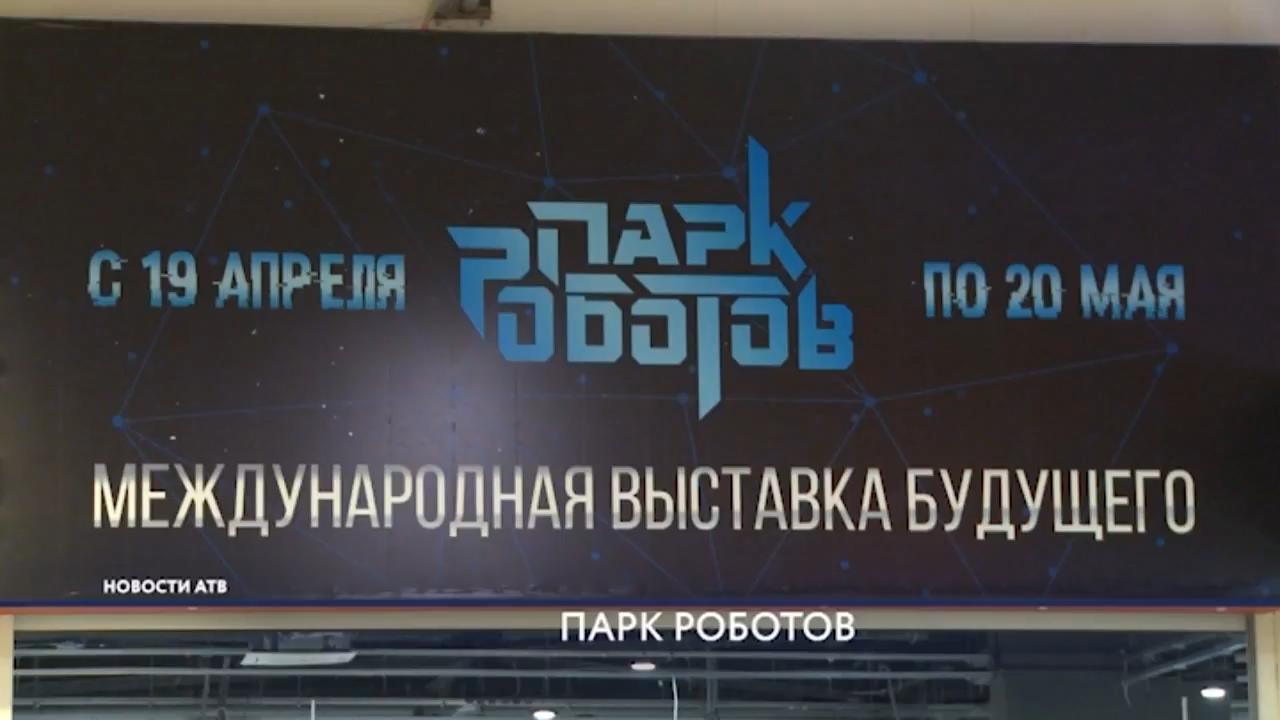 ПАРК
РОБОТОВ
С 19 АПРЕЛЯ
ПО 20 МАЯ
МЕЖДУНАРОДНАЯ ВЫСТАВКА БУДУЩЕГО
НОВОСТИ АТВ
ПАРК РОБОТОВ